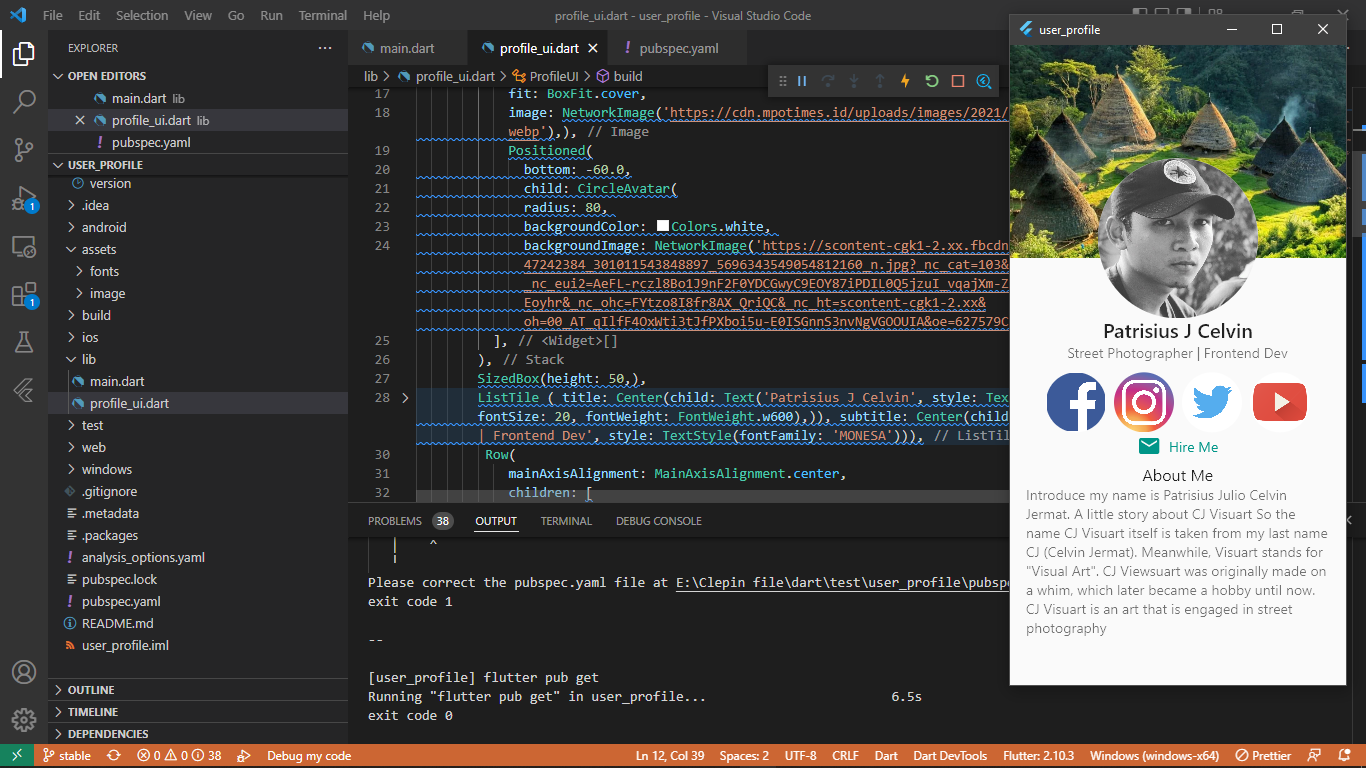 File Edit Selection View Go Run Terminal Help
profile_ui.dart - user_profile - Visual Studio Code
EXPLORER
OPEN EDITORS
main.dart lib
profile_ui.dart lib
pubspec.yaml
USER_PROFILE
version
.idea
android
assets
fonts
image
build
ios
lib
main.dart
profile_ui.dart
test
web
windows
.gitignore
.metadata
.packages
analysis_options.yaml
pubspec.lock
pubspec.yaml
README.md
user_profile.iml
OUTLINE
TIMELINE
DEPENDENCIES
1
1
main.dart profile_ui.dart pubspec.yaml
lib > profile_ui.dart > ProfileUI > build
17 fit: BoxFit.cover,
18 image: NetworkImage('https://cdn.mpotimes.id/uploads/images/2021/
webp'),), // Image
19 Positioned(
20 bottom: -60.0,
21 child: CircleAvatar(
22 radius: 80,
23 backgroundColor: Colors.white,
24 backgroundImage: NetworkImage('https://scontent-cgk1-2.xx.fbcdn
47242384_301011543848897_5696343549054812160_n.jpg?_nc_cat=103&
_nc_eui2=AeFL-rczl8Bo1J9nF2F0YDCGwyC9EOY87iPDIL0Q5jzuI_vqajXm-Z
Eoyhr&_nc_ohc=FYtzo8I8fr8AX_QriQC&_nc_ht=scontent-cgk1-2.xx&
oh=00_AT_qIlfF4OxWti3tJfPXboi5u-E0ISGnnS3nvNgVGOOUIA&oe=627579C
25 ], // <Widget>[]
26 ), // Stack
27 SizedBox(height: 50,),
28 ListTile ( title: Center(child: Text('Patrisius J Celvin', style: Tex
fontSize: 20, fontWeight: FontWeight.w600),)), subtitle: Center(child
| Frontend Dev', style: TextStyle(fontFamily: 'MONESA'))), // ListTil
30 Row(
31 mainAxisAlignment: MainAxisAlignment.center,
32 children: [
PROBLEMS 38 OUTPUT TERMINAL DEBUG CONSOLE
| ^
Please correct the pubspec.yaml file at E:\Clepin file\dart\test\user_profile\pubspe
exit code 1
--
[user_profile] flutter pub get
Running "flutter pub get" in user_profile... 6.5s
exit code 0
user_profile
Patrisius J Celvin
Street Photographer | Frontend Dev
Hire Me
About Me
Introduce my name is Patrisius Julio Celvin
Jermat. A little story about CJ Visuart So the
name CJ Visuart itself is taken from my last name
CJ (Celvin Jermat). Meanwhile, Visuart stands for
"Visual Art". CJ Viewsuart was originally made on
a whim, which later became a hobby until now.
CJ Visuart is an art that is engaged in street
photography
stable 0 0 38 Debug my code Ln 12, Col 39 Spaces: 2 UTF-8 CRLF Dart Dart DevTools Flutter: 2.10.3 Windows (windows-x64) Prettier